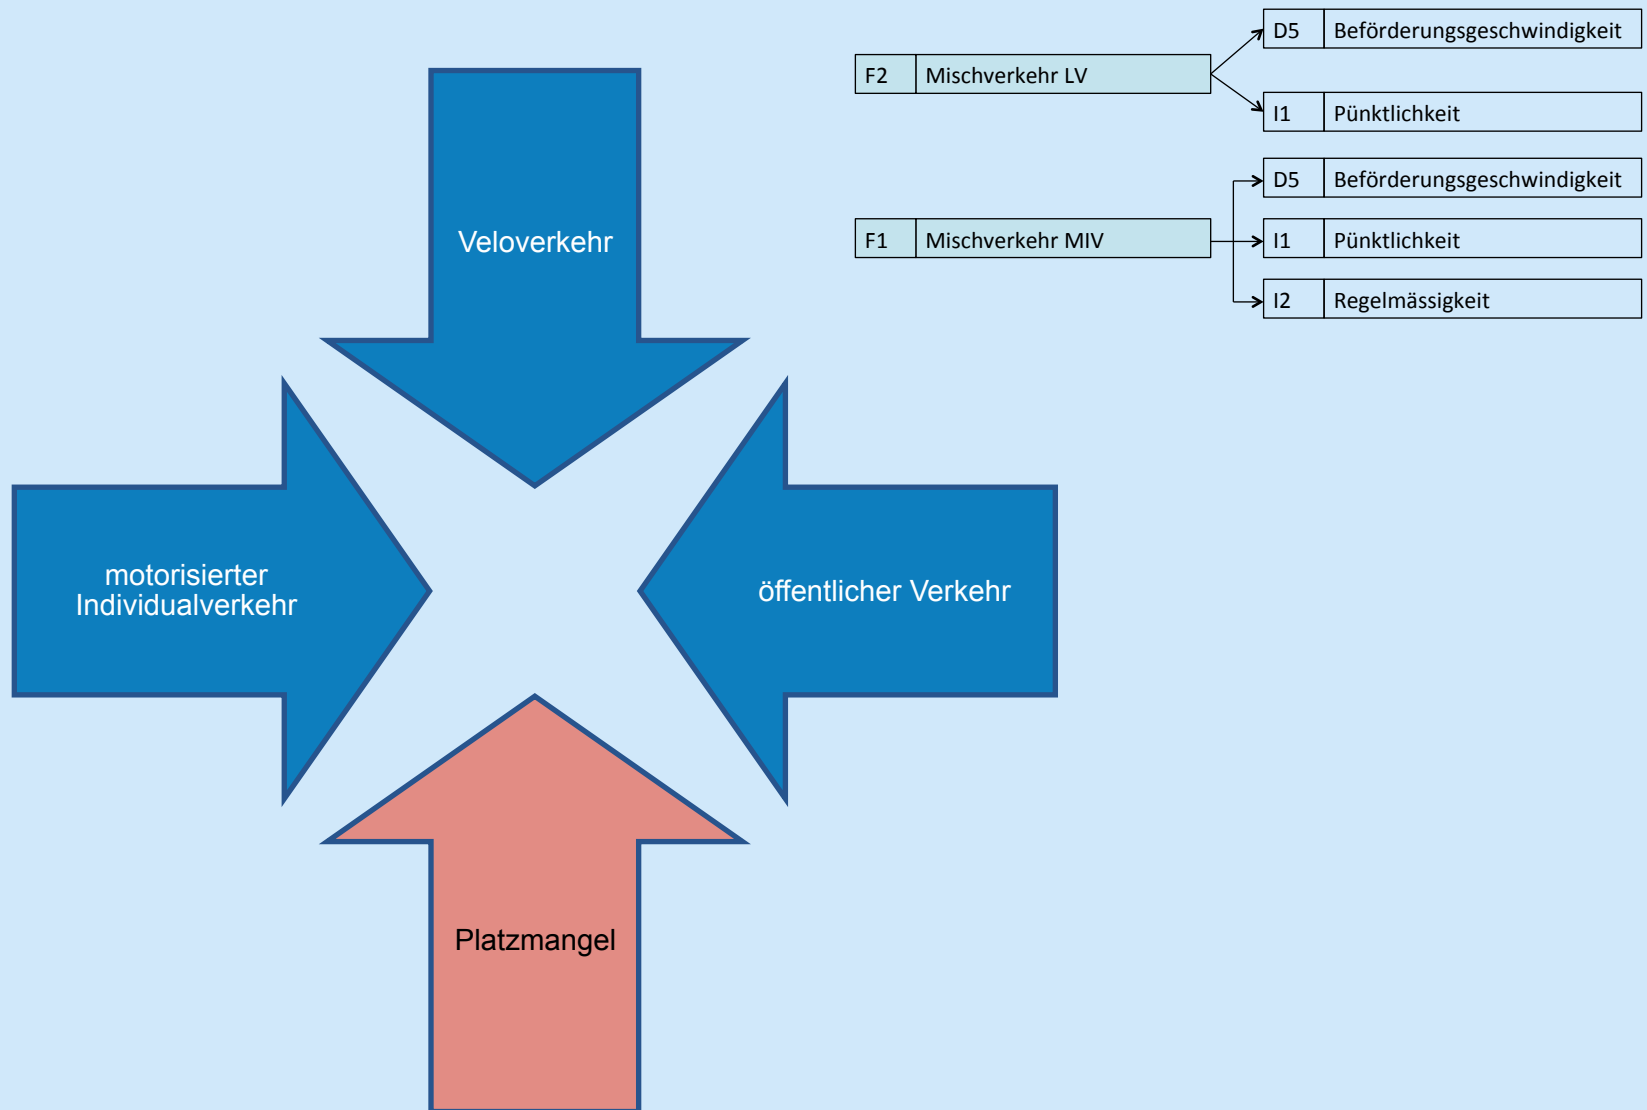 D5 Beförderungsgeschwindigkeit
F2 Mischverkehr LV
I1 Pünktlichkeit
D5 Beförderungsgeschwindigkeit
F1 Mischverkehr MIV
I1 Pünktlichkeit
I2 Regelmässigkeit
Veloverkehr
motorisierter
Individualverkehr
öffentlicher Verkehr
Platzmangel